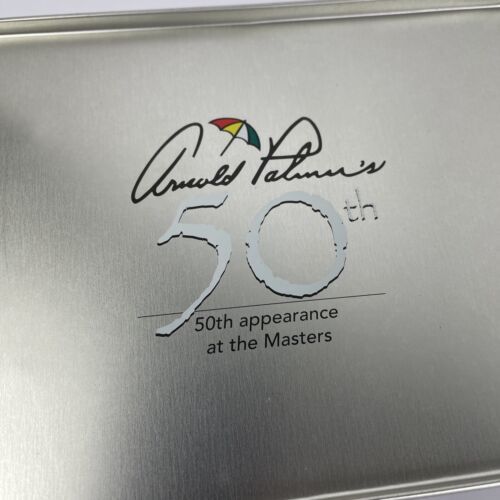 Arnold Palmer's
50th
50th appearance
at the Masters